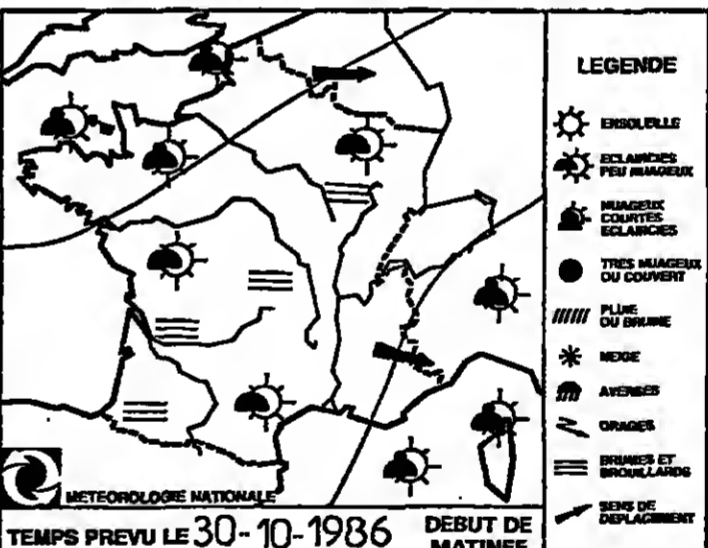 LEGENDE
ENSOLEILLE
ECLAIRCIES
PEU NUAGEUX
NUAGEUX
COURTES
ECLAIRCIES
TRES NUAGEUX
OU COUVERT
PLUIE
OU BRUINE
NEIGE
AVERSES
ORAGES
BRUMES ET
BROUILLARDS
SENS DE
DEPLACEMENT
METEOROLOGIE NATIONALE
TEMPS PREVU LE 30-10-1986 DEBUT DE
MATINEE